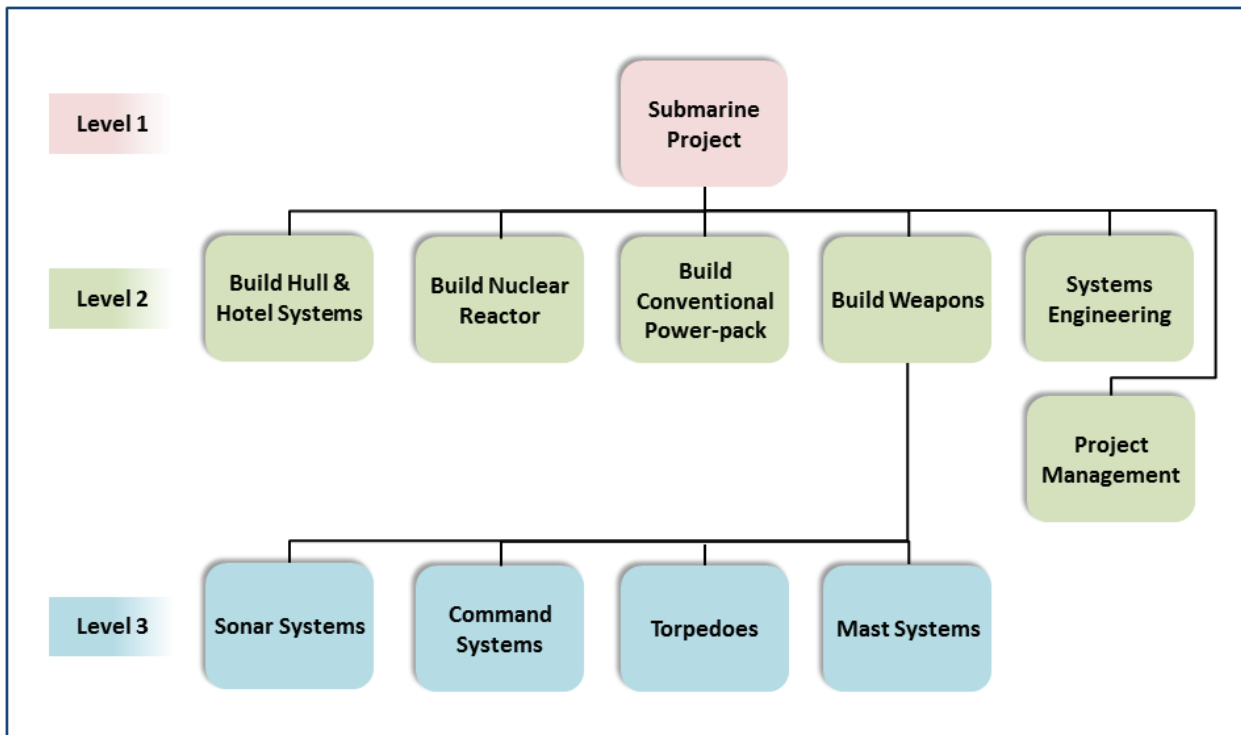 Level 1
Submarine
Project
Level 2
Build Hull &
Hotel Systems
Build Nuclear
Reactor
Build
Conventional
Power-pack
Build Weapons
Systems
Engineering
Project
Management
Level 3
Sonar Systems
Command
Systems
Torpedoes
Mast Systems